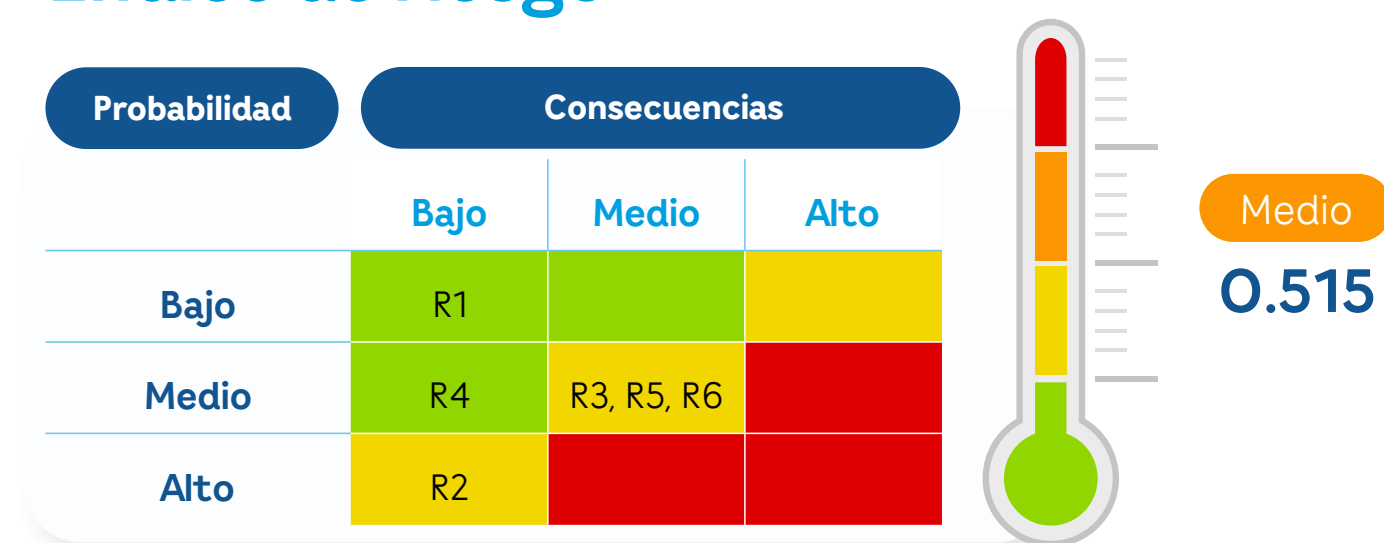 Probabilidad Consecuencias
Bajo Medio Alto
Bajo R1
Medio R4 R3, R5, R6
Alto R2
Medio
0.515